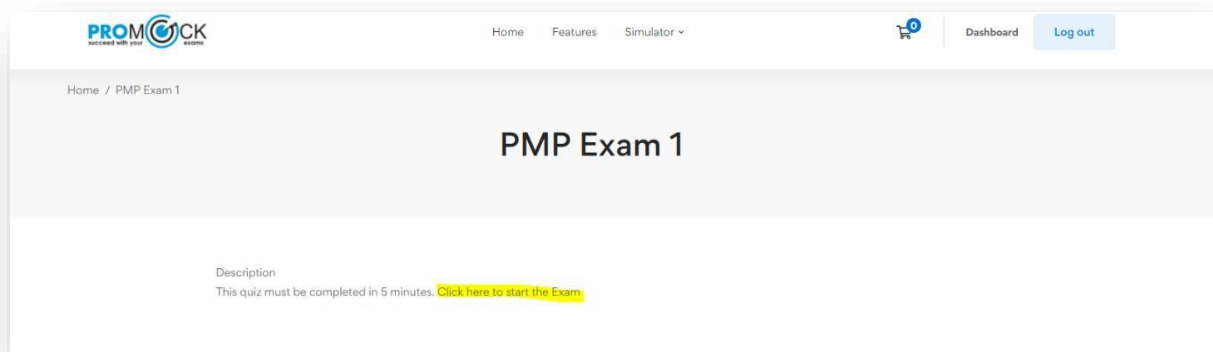 PROMOCK
succeed with your exams
Home Features Simulator
0
Dashboard
Log out
Home / PMP Exam 1
PMP Exam 1
Description
This quiz must be completed in 5 minutes. Click here to start the Exam